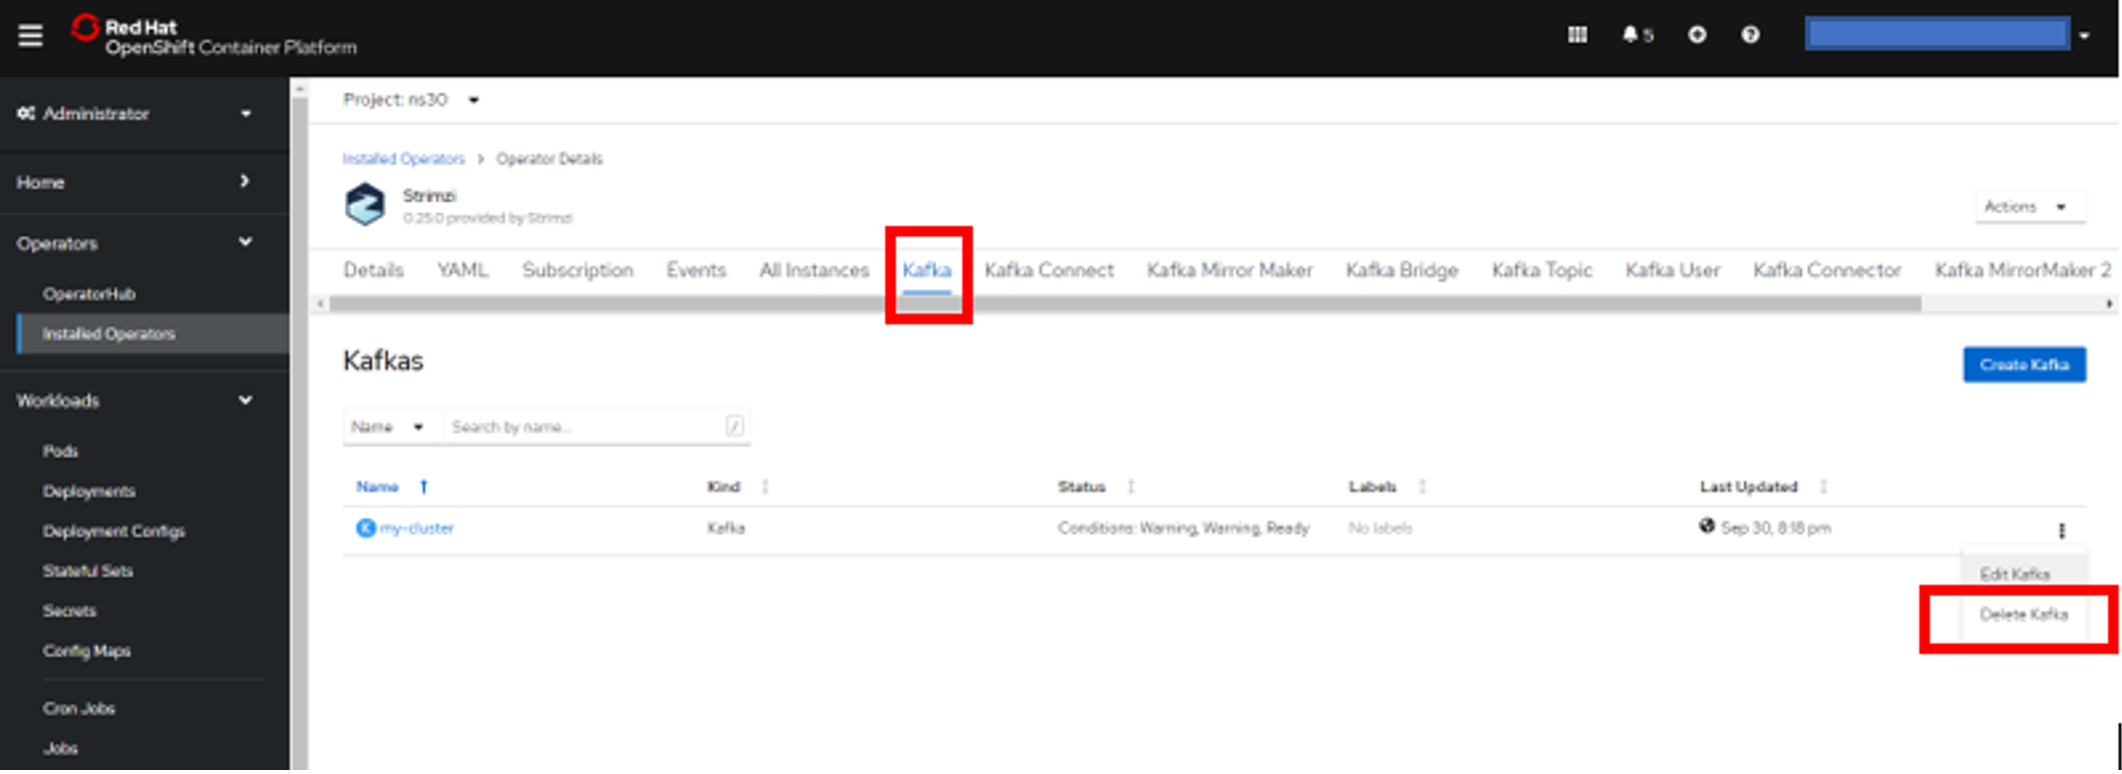 Red Hat
OpenShift Container Platform
5
Administrator
Home
Operators
OperatorHub
Installed Operators
Workloads
Pods
Deployments
Deployment Configs
Stateful Sets
Secrets
Config Maps
Cron Jobs
Jobs
Project: ns30
Installed Operators > Operator Details
Strimzi
0.25.0 provided by Strimzi
Actions
Details YAML Subscription Events All Instances Kafka Kafka Connect Kafka Mirror Maker Kafka Bridge Kafka Topic Kafka User Kafka Connector Kafka MirrorMaker 2
Kafkas
Create Kafka
Name Search by name... /
Name Kind Status Labels Last Updated
K my-cluster Kafka Conditions: Warning, Warning, Ready No labels Sep 30, 8:18 pm
Edit Kafka
Delete Kafka